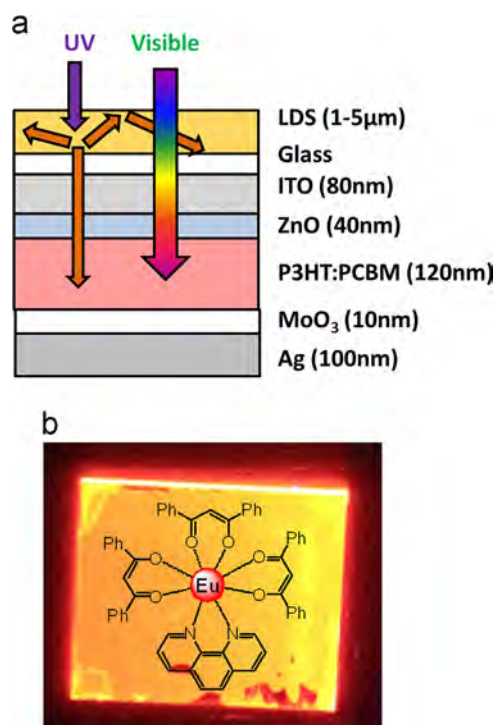 a
UV Visible
LDS (1-5μm)
Glass
ITO (80nm)
ZnO (40nm)
P3HT:PCBM (120nm)
MoO₃ (10nm)
Ag (100nm)
b
Ph Ph
O O
Ph O O Ph
Eu
Ph O O Ph
N N